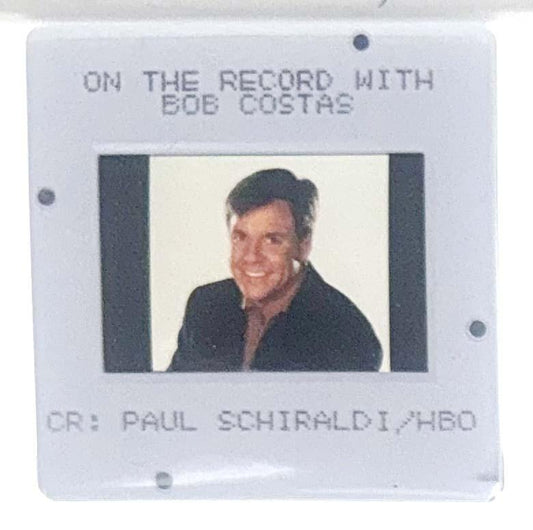 ON THE RECORD WITH
BOB COSTAS
CR: PAUL SCHIRALDI/HBO